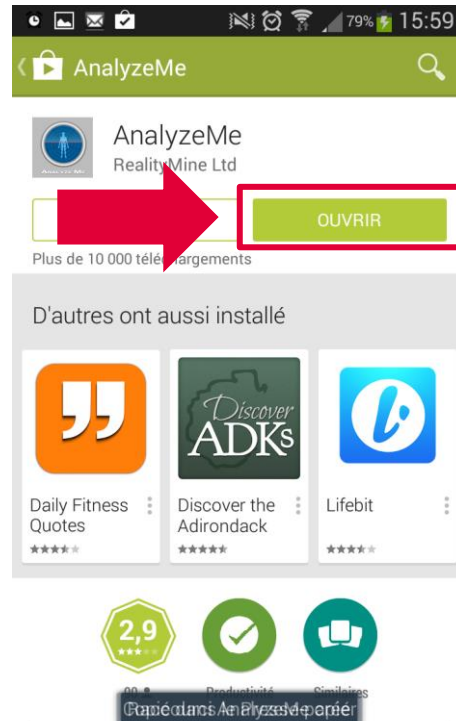 79% 15:59
AnalyzeMe
AnalyzeMe
RealityMine Ltd
OUVRIR
Plus de 10 000 téléchargements
D'autres ont aussi installé
"
Discover
ADKs
Daily Fitness
Quotes
Discover the
Adirondack
Lifebit
2,9
Productivité
Similaires